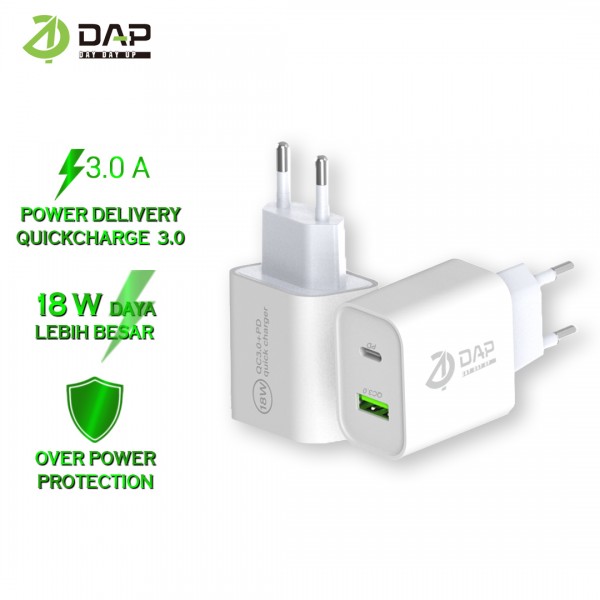 DAP
DAY DAY UP
3.0 A
POWER DELIVERY
QUICKCHARGE 3.0
18 W DAYA
LEBIH BESAR
OVER POWER
PROTECTION
18W QC3.0+PD
quick charger
PD
QC3.0
DAP